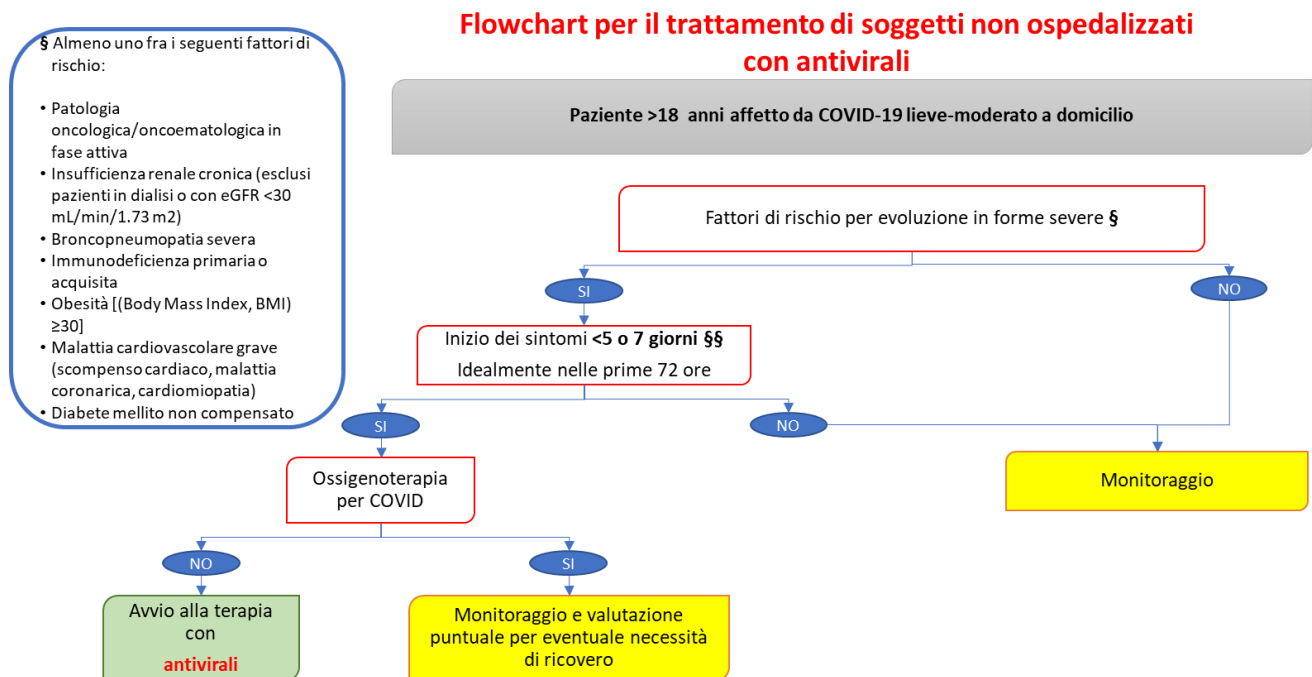 Flowchart per il trattamento di soggetti non ospedalizzati
con antivirali
§ Almeno uno fra i seguenti fattori di
rischio:
• Patologia
oncologica/oncoematologica in
fase attiva
• Insufficienza renale cronica (esclusi
pazienti in dialisi o con eGFR <30
mL/min/1.73 m2)
• Broncopneumopatia severa
• Immunodeficienza primaria o
acquisita
• Obesità [(Body Mass Index, BMI)
≥30]
• Malattia cardiovascolare grave
(scompenso cardiaco, malattia
coronarica, cardiomiopatia)
• Diabete mellito non compensato
Paziente >18 anni affetto da COVID-19 lieve-moderato a domicilio
Fattori di rischio per evoluzione in forme severe §
SI
NO
Inizio dei sintomi <5 o 7 giorni §§
Idealmente nelle prime 72 ore
SI
NO
Ossigenoterapia
per COVID
Monitoraggio
NO
SI
Avvio alla terapia
con
antivirali
Monitoraggio e valutazione
puntuale per eventuale necessità
di ricovero